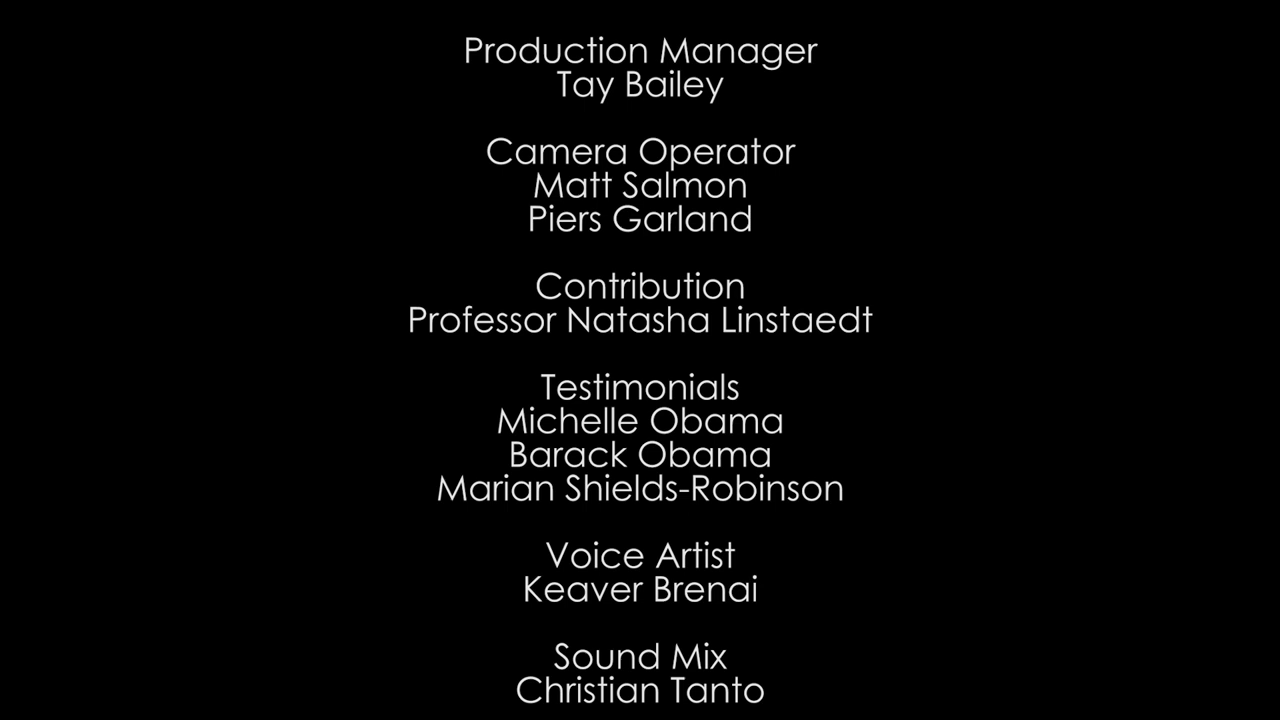 Production Manager
Tay Bailey
Camera Operator
Matt Salmon
Piers Garland
Contribution
Professor Natasha Linstaedt
Testimonials
Michelle Obama
Barack Obama
Marian Shields-Robinson
Voice Artist
Keaver Brenai
Sound Mix
Christian Tanto